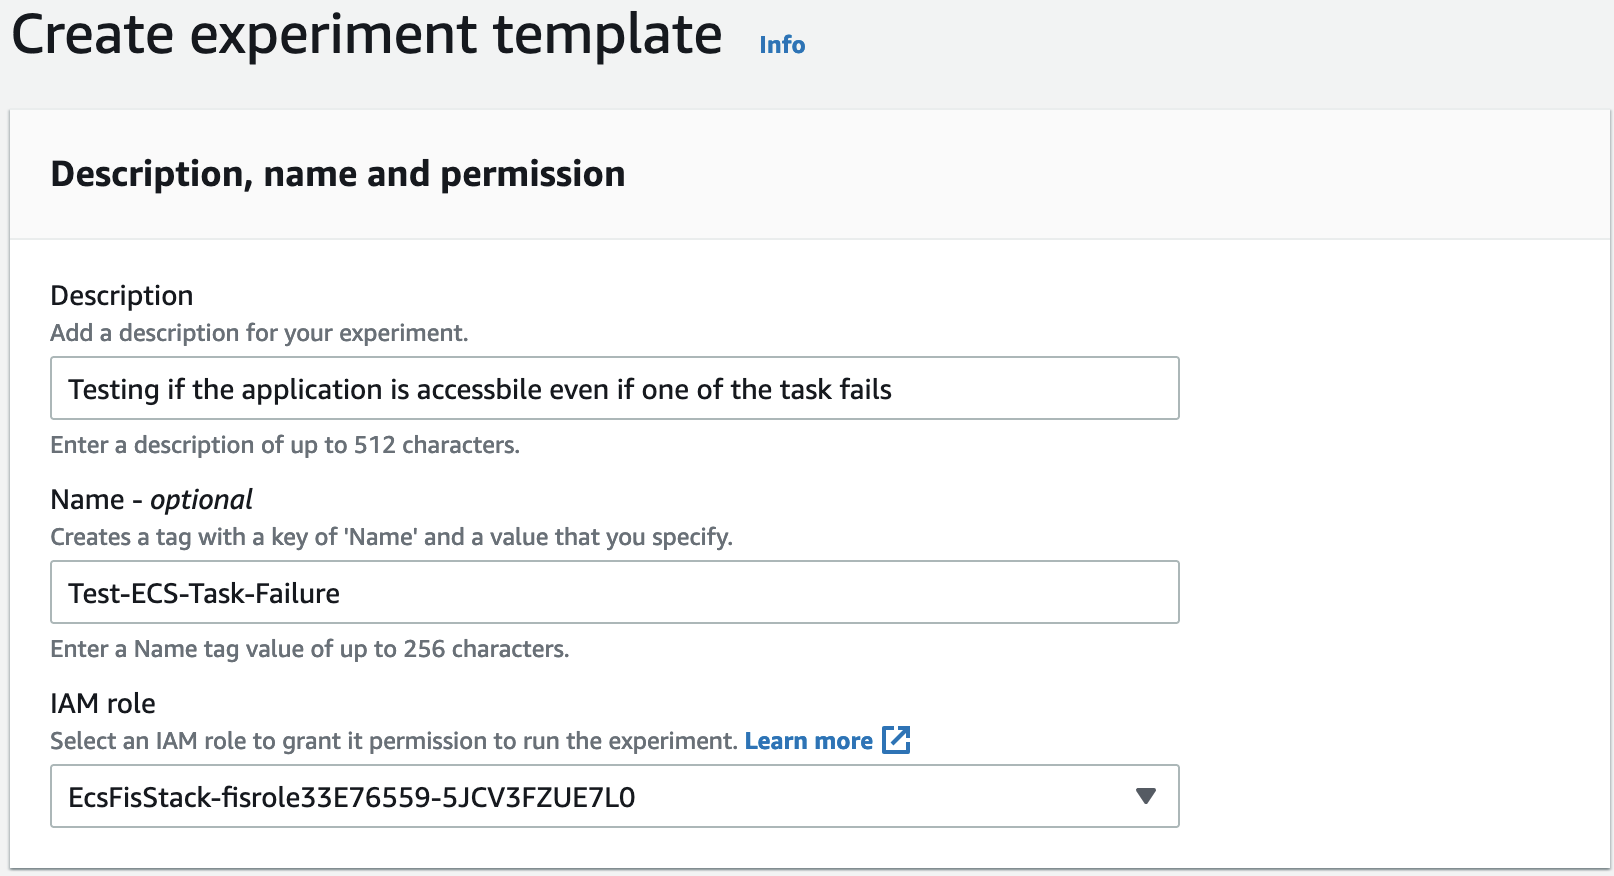 Create experiment template Info
Description, name and permission
Description
Add a description for your experiment.
Testing if the application is accessbile even if one of the task fails
Enter a description of up to 512 characters.
Name - optional
Creates a tag with a key of 'Name' and a value that you specify.
Test-ECS-Task-Failure
Enter a Name tag value of up to 256 characters.
IAM role
Select an IAM role to grant it permission to run the experiment. Learn more
EcsFisStack-fisrole33E76559-5JCV3FZUE7L0